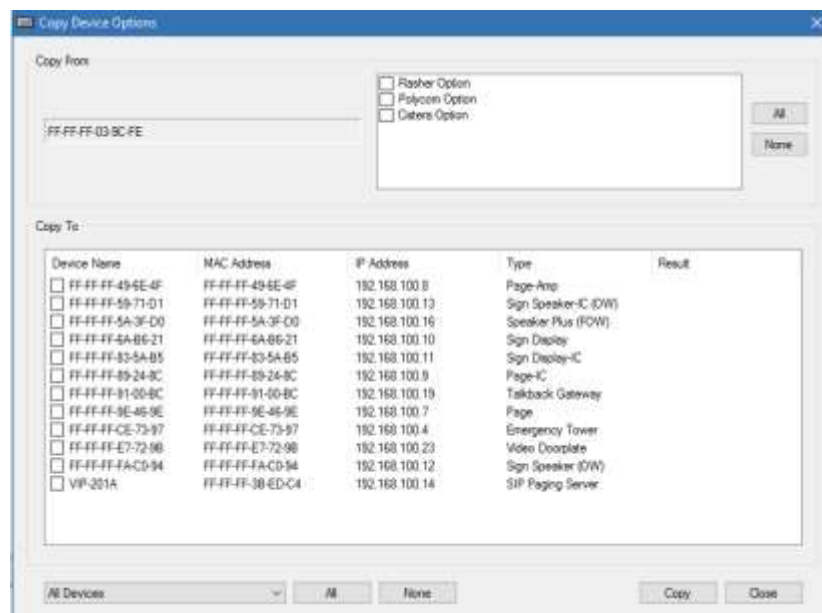 Copy Device Options
Copy From
Flasher Option
Polycom Option
Cistera Option
FF-FF-FF-03-9C-FE
All
None
Copy To
Device Name MAC Address IP Address Type Result
FF-FF-FF-49-6E-4F FF-FF-FF-49-6E-4F 192.168.100.8 Page-Amp
FF-FF-FF-59-71-D1 FF-FF-FF-59-71-D1 192.168.100.13 Sign Speaker-IC (OW)
FF-FF-FF-5A-3F-D0 FF-FF-FF-5A-3F-D0 192.168.100.16 Speaker Plus (FOW)
FF-FF-FF-6A-B6-21 FF-FF-FF-6A-B6-21 192.168.100.10 Sign Display
FF-FF-FF-83-5A-B5 FF-FF-FF-83-5A-B5 192.168.100.11 Sign Display-IC
FF-FF-FF-89-24-8C FF-FF-FF-89-24-8C 192.168.100.9 Page-IC
FF-FF-FF-91-00-BC FF-FF-FF-91-00-BC 192.168.100.19 Talkback Gateway
FF-FF-FF-9E-46-9E FF-FF-FF-9E-46-9E 192.168.100.7 Page
FF-FF-FF-CE-73-97 FF-FF-FF-CE-73-97 192.168.100.4 Emergency Tower
FF-FF-FF-E7-72-9B FF-FF-FF-E7-72-9B 192.168.100.23 Video Doorplate
FF-FF-FF-FA-C0-94 FF-FF-FF-FA-C0-94 192.168.100.12 Sign Speaker (OW)
VIP-201A FF-FF-FF-3B-ED-C4 192.168.100.14 SIP Paging Server
All Devices All None Copy Close